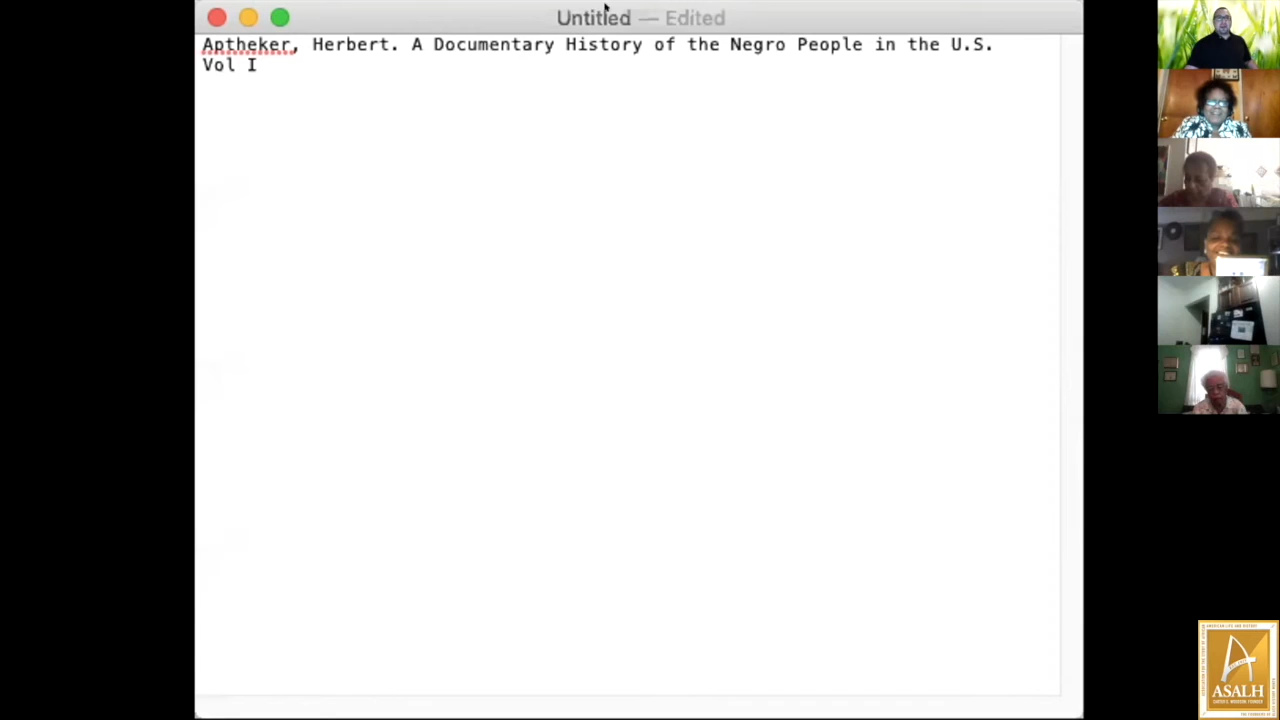 Untitled — Edited
Aptheker, Herbert. A Documentary History of the Negro People in the U.S.
Vol I
ASALH